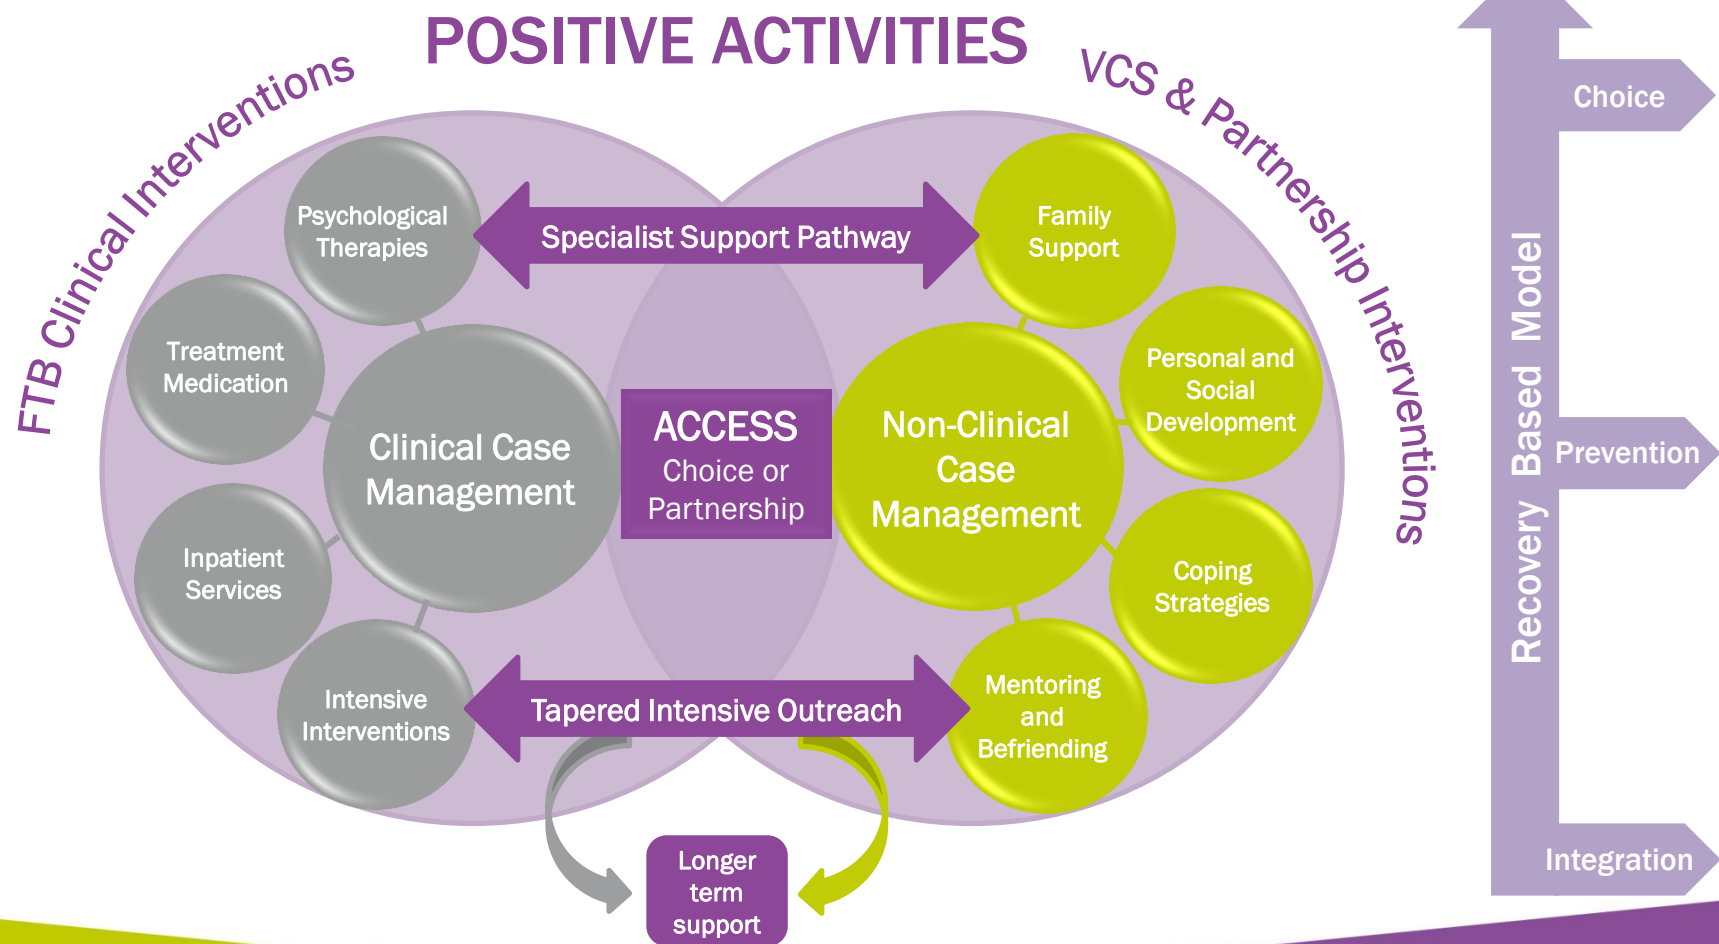 POSITIVE ACTIVITIES
FTB Clinical Interventions
VCS & Partnership Interventions
Psychological
Therapies
Treatment
Medication
Inpatient
Services
Intensive
Interventions
Clinical Case
Management
Specialist Support Pathway
ACCESS
Choice or
Partnership
Tapered Intensive Outreach
Longer
term
support
Non-Clinical
Case
Management
Family
Support
Personal and
Social
Development
Coping
Strategies
Mentoring
and
Befriending
Recovery Based Model
Choice
Prevention
Integration